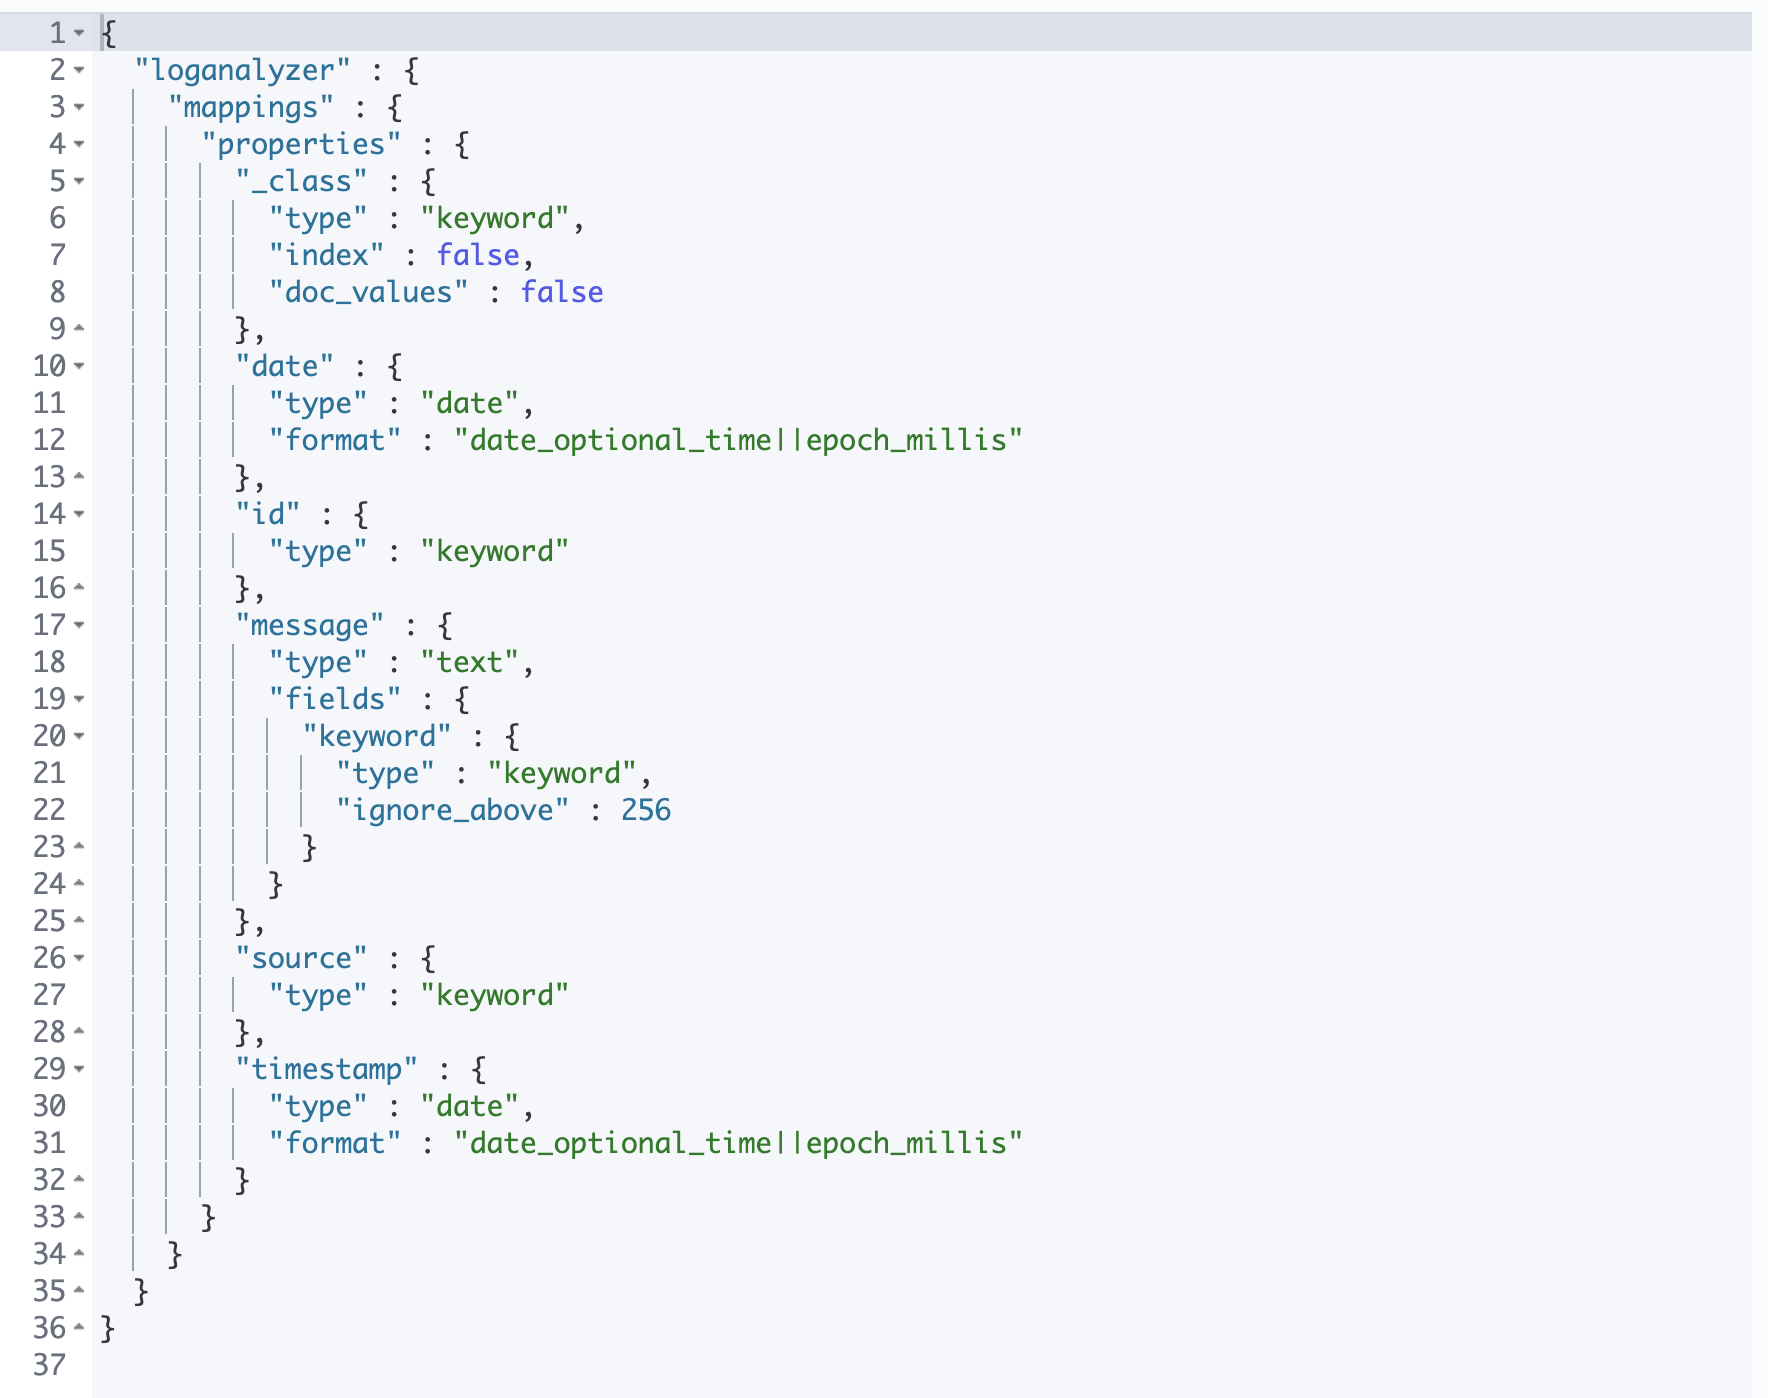 1 {
2   "loganalyzer" : {
3     "mappings" : {
4       "properties" : {
5         "_class" : {
6           "type" : "keyword",
7           "index" : false,
8           "doc_values" : false
9         },
10         "date" : {
11           "type" : "date",
12           "format" : "date_optional_time||epoch_millis"
13         },
14         "id" : {
15           "type" : "keyword"
16         },
17         "message" : {
18           "type" : "text",
19           "fields" : {
20             "keyword" : {
21               "type" : "keyword",
22               "ignore_above" : 256
23             }
24           }
25         },
26         "source" : {
27           "type" : "keyword"
28         },
29         "timestamp" : {
30           "type" : "date",
31           "format" : "date_optional_time||epoch_millis"
32         }
33       }
34     }
35   }
36 }
37